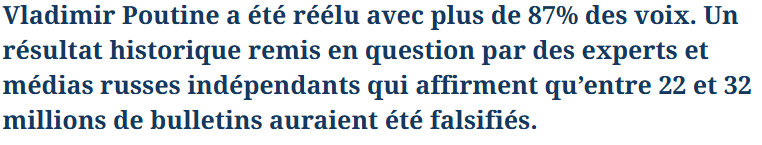 Vladimir Poutine a été réélu avec plus de 87% des voix. Un
résultat historique remis en question par des experts et
médias russes indépendants qui affirment qu’entre 22 et 32
millions de bulletins auraient été falsifiés.